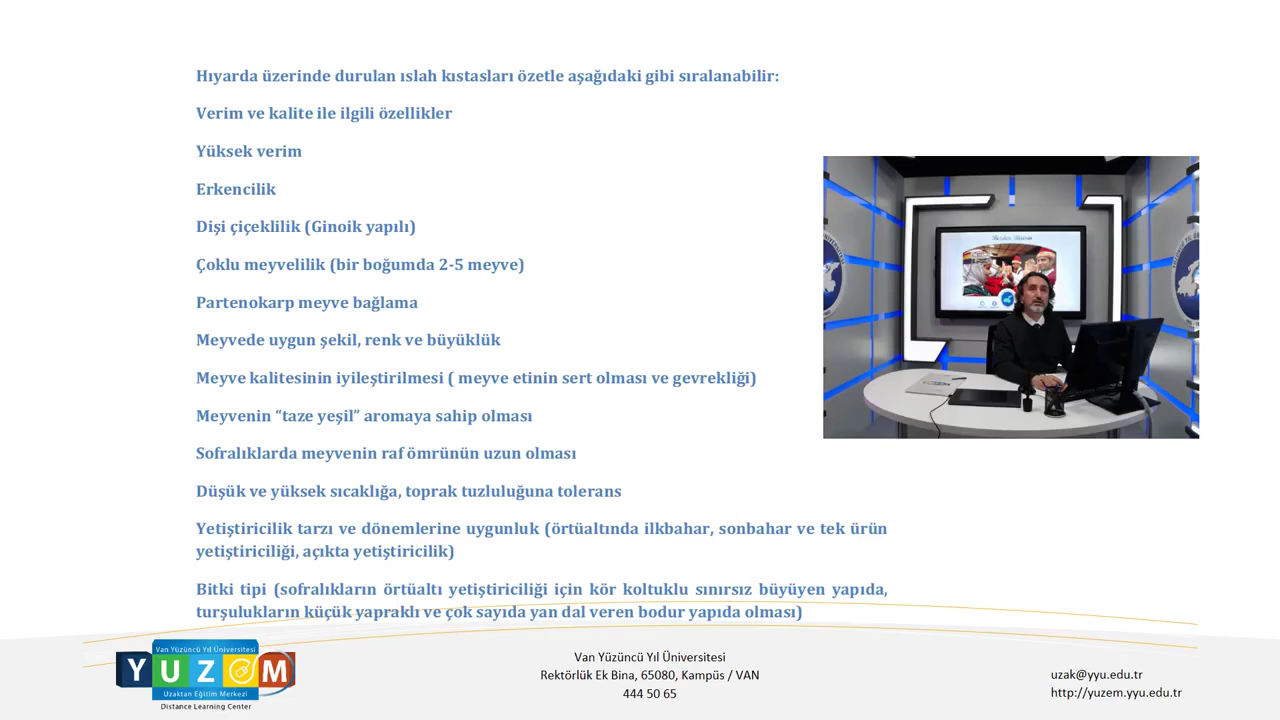 Hıyarda üzerinde durulan ıslah kıstasları özetle aşağıdaki gibi sıralanabilir:
Verim ve kalite ile ilgili özellikler
Yüksek verim
Erkencilik
Dişi çiçeklilik (Ginoik yapılı)
Çoklu meyvelilik (bir boğumda 2-5 meyve)
Partenokarp meyve bağlama
Meyvede uygun şekil, renk ve büyüklük
Meyve kalitesinin iyileştirilmesi ( meyve etinin sert olması ve gevrekliği)
Meyvenin “taze yeşil” aromaya sahip olması
Sofralıklarda meyvenin raf ömrünün uzun olması
Düşük ve yüksek sıcaklığa, toprak tuzluluğuna tolerans
Yetiştiricilik tarzı ve dönemlerine uygunluk (örtüaltında ilkbahar, sonbahar ve tek ürün
yetiştiriciliği, açıkta yetiştiricilik)
Bitki tipi (sofralıkların örtüaltı yetiştiriciliği için kör koltuklu sınırsız büyüyen yapıda,
turşulukların küçük yapraklı ve çok sayıda yan dal veren bodur yapıda olması)
Van Yüzüncü Yıl Üniversitesi
YUZEM
Uzaktan Eğitim Merkezi
Distance Learning Center
Van Yüzüncü Yıl Üniversitesi
Rektörlük Ek Bina, 65080, Kampüs / VAN
444 50 65
uzak@yyu.edu.tr
http://yuzem.yyu.edu.tr